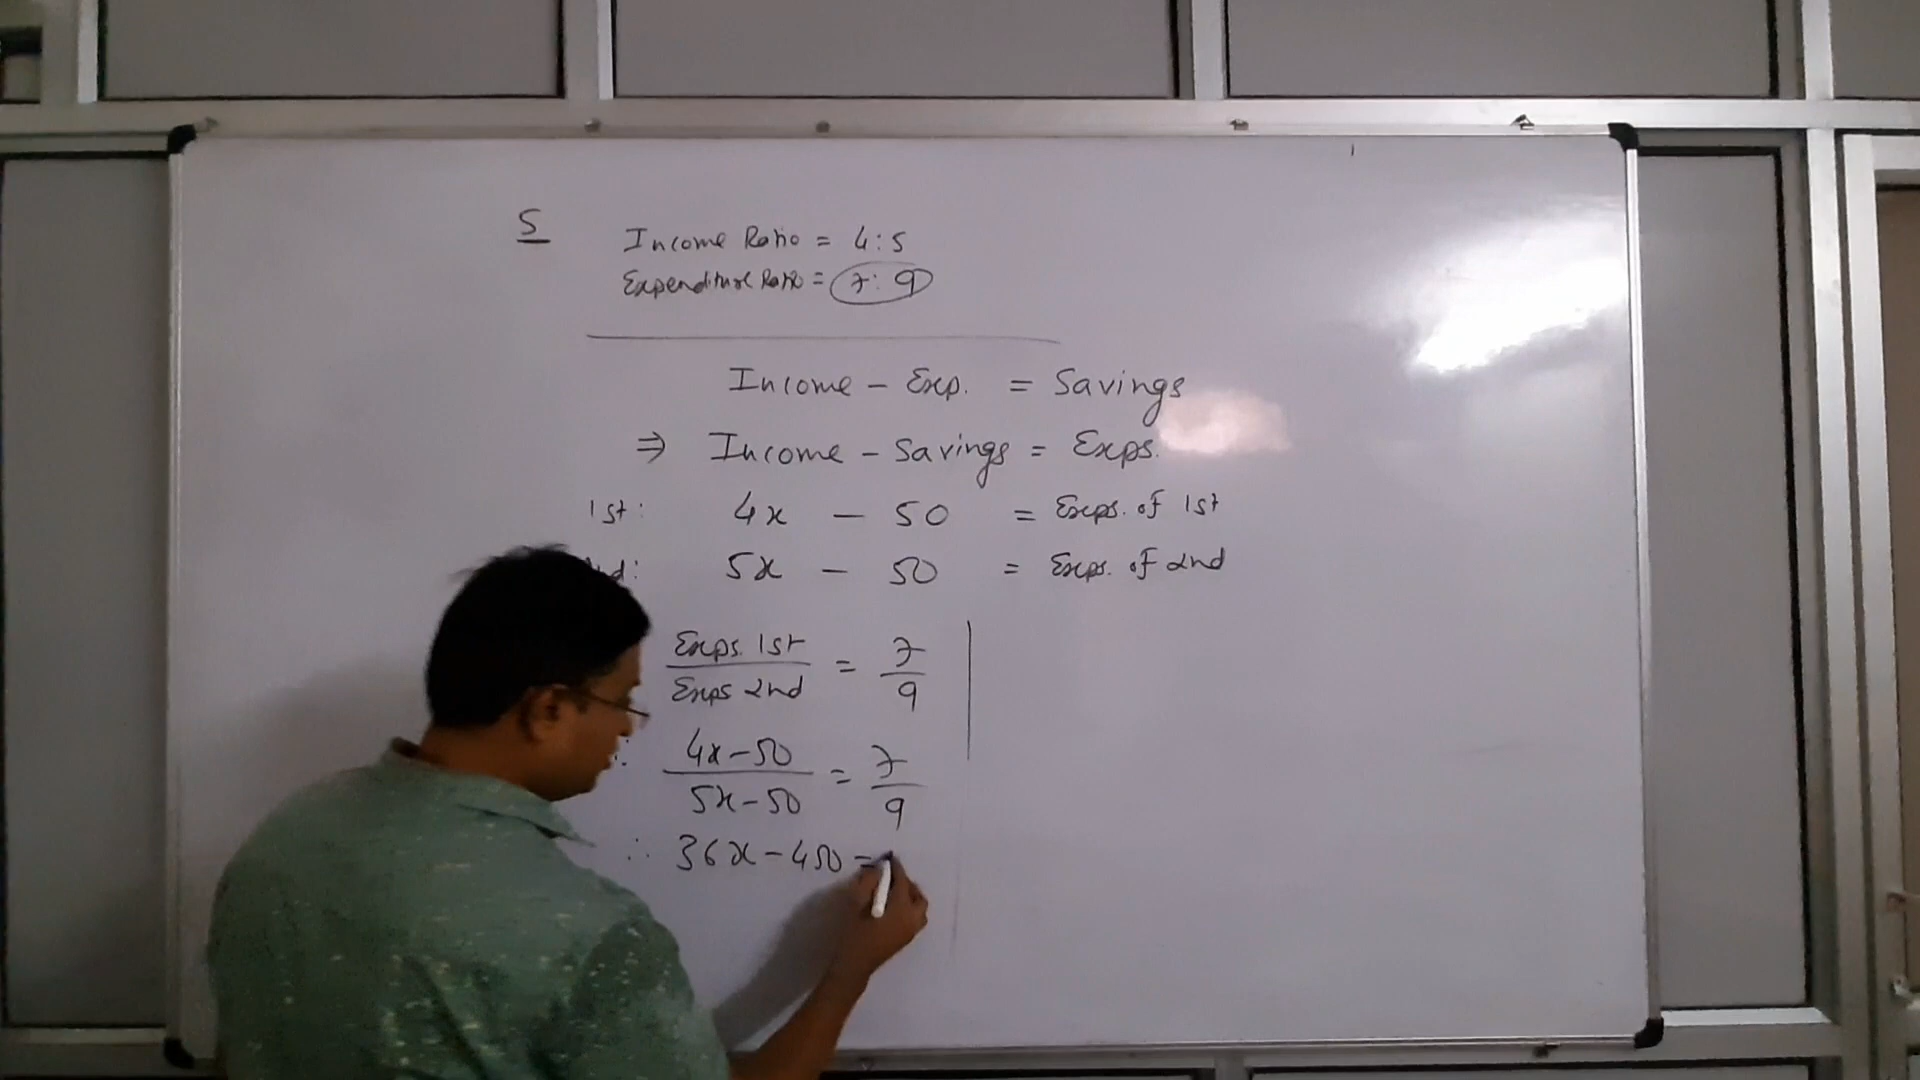 5
Income Ratio = 4:5
Expenditure Ratio = 7:9
Income - Exp. = Savings
⇒ Income - Savings = Exps.
1st: 4x - 50 = Exps. of 1st
5x - 50 = Exps. of 2nd
Exps. 1st / Exps 2nd = 7/9
∴ 4x-50 / 5x-50 = 7/9
∴ 36x - 450 =